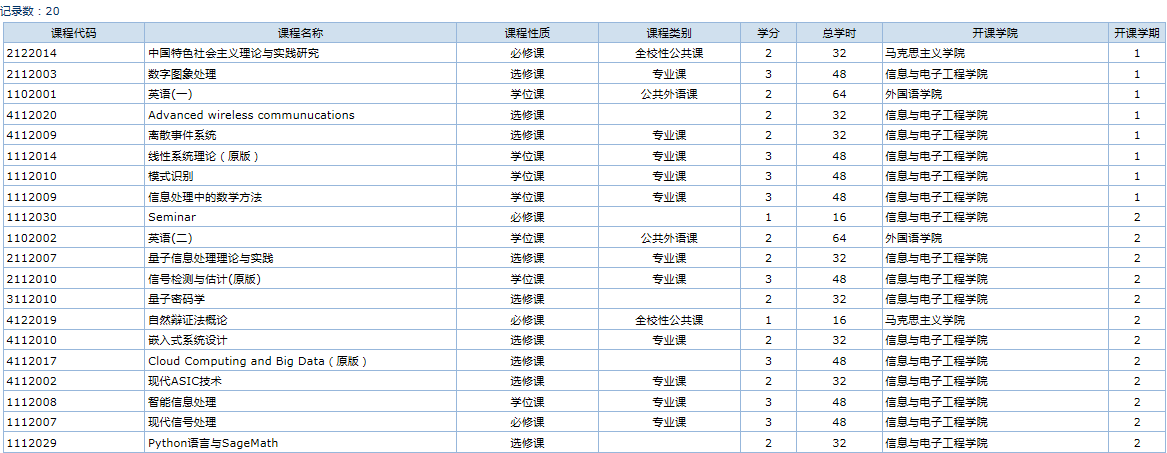 记录数：20
课程代码 课程名称 课程性质 课程类别 学分 总学时 开课学院 开课学期
2122014 中国特色社会主义理论与实践研究 必修课 全校性公共课 2 32 马克思主义学院 1
2112003 数字图象处理 选修课 专业课 3 48 信息与电子工程学院 1
1102001 英语(一) 学位课 公共外语课 2 64 外国语学院 1
4112020 Advanced wireless communucations 选修课 2 32 信息与电子工程学院 1
4112009 离散事件系统 选修课 专业课 2 32 信息与电子工程学院 1
1112014 线性系统理论（原版） 学位课 专业课 3 48 信息与电子工程学院 1
1112010 模式识别 学位课 专业课 3 48 信息与电子工程学院 1
1112009 信息处理中的数学方法 学位课 专业课 3 48 信息与电子工程学院 1
1112030 Seminar 必修课 1 16 信息与电子工程学院 2
1102002 英语(二) 学位课 公共外语课 2 64 外国语学院 2
2112007 量子信息处理理论与实践 选修课 专业课 2 32 信息与电子工程学院 2
2112010 信号检测与估计(原版) 学位课 专业课 3 48 信息与电子工程学院 2
3112010 量子密码学 选修课 2 32 信息与电子工程学院 2
4122019 自然辩证法概论 必修课 全校性公共课 1 16 马克思主义学院 2
4112010 嵌入式系统设计 选修课 专业课 2 32 信息与电子工程学院 2
4112017 Cloud Computing and Big Data（原版） 选修课 3 48 信息与电子工程学院 2
4112002 现代ASIC技术 选修课 专业课 2 32 信息与电子工程学院 2
1112008 智能信息处理 学位课 专业课 3 48 信息与电子工程学院 2
1112007 现代信号处理 必修课 专业课 3 48 信息与电子工程学院 2
1112029 Python语言与SageMath 选修课 2 32 信息与电子工程学院 2